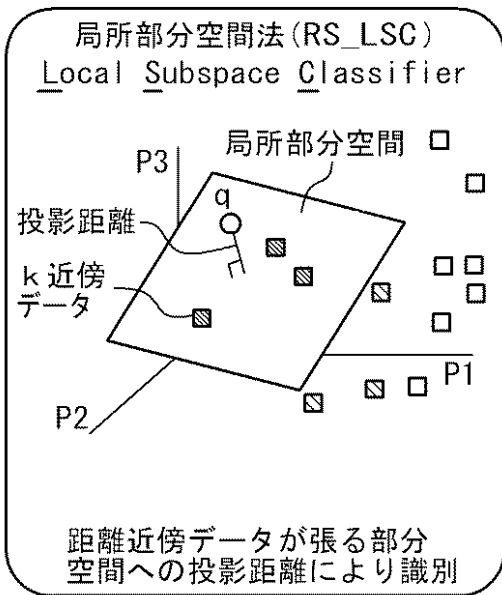 局所部分空間法(RS_LSC)
Local Subspace Classifier
局所部分空間
P3
q
投影距離
k近傍
データ
P1
P2
距離近傍データが張る部分
空間への投影距離により識別